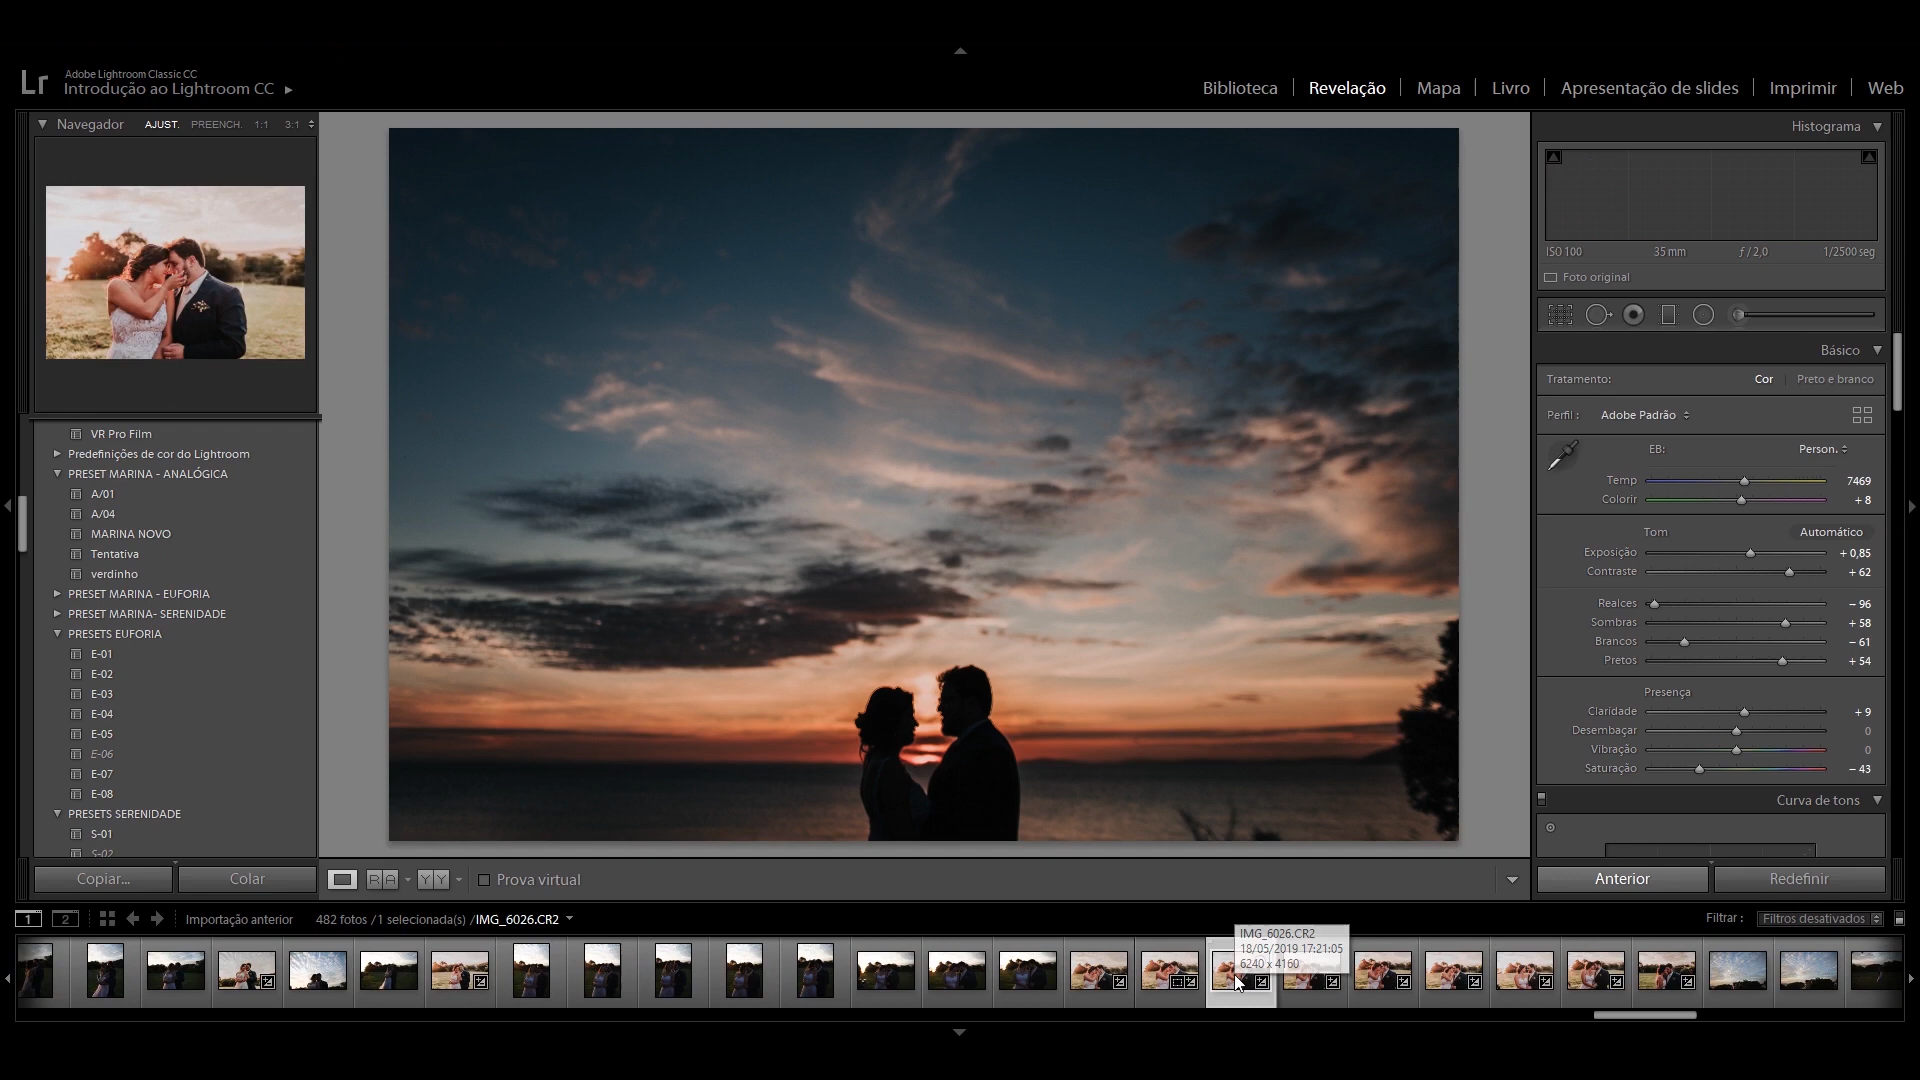 Lr
Adobe Lightroom Classic CC
Introdução ao Lightroom CC
Biblioteca
Revelação
Mapa
Livro
Apresentação de slides
Imprimir
Web
Navegador AJUST. PREENCH. 1:1 3:1
VR Pro Film
Predefinições de cor do Lightroom
PRESET MARINA - ANALÓGICA
A/01
A/04
MARINA NOVO
Tentativa
verdinho
PRESET MARINA - EUFORIA
PRESET MARINA- SERENIDADE
PRESETS EUFORIA
E-01
E-02
E-03
E-04
E-05
E-06
E-07
E-08
PRESETS SERENIDADE
S-01
S-02
Copiar... Colar
R A Y Y Prova virtual
Histograma
ISO 100 35 mm ƒ / 2,0 1/2500 seg
Foto original
Básico
Tratamento: Cor Preto e branco
Perfil : Adobe Padrão
EB: Person.
Temp 7469
Colorir + 8
Tom Automático
Exposição + 0,85
Contraste + 62
Realces − 96
Sombras + 58
Brancos − 61
Pretos + 54
Presença
Claridade + 9
Desembaçar 0
Vibração 0
Saturação − 43
Curva de tons
Anterior Redefinir
1 2 Importação anterior 482 fotos /1 selecionada(s) /IMG_6026.CR2
Filtrar : Filtros desativados
IMG_6026.CR2
18/05/2019 17:21:05
6240 x 4160